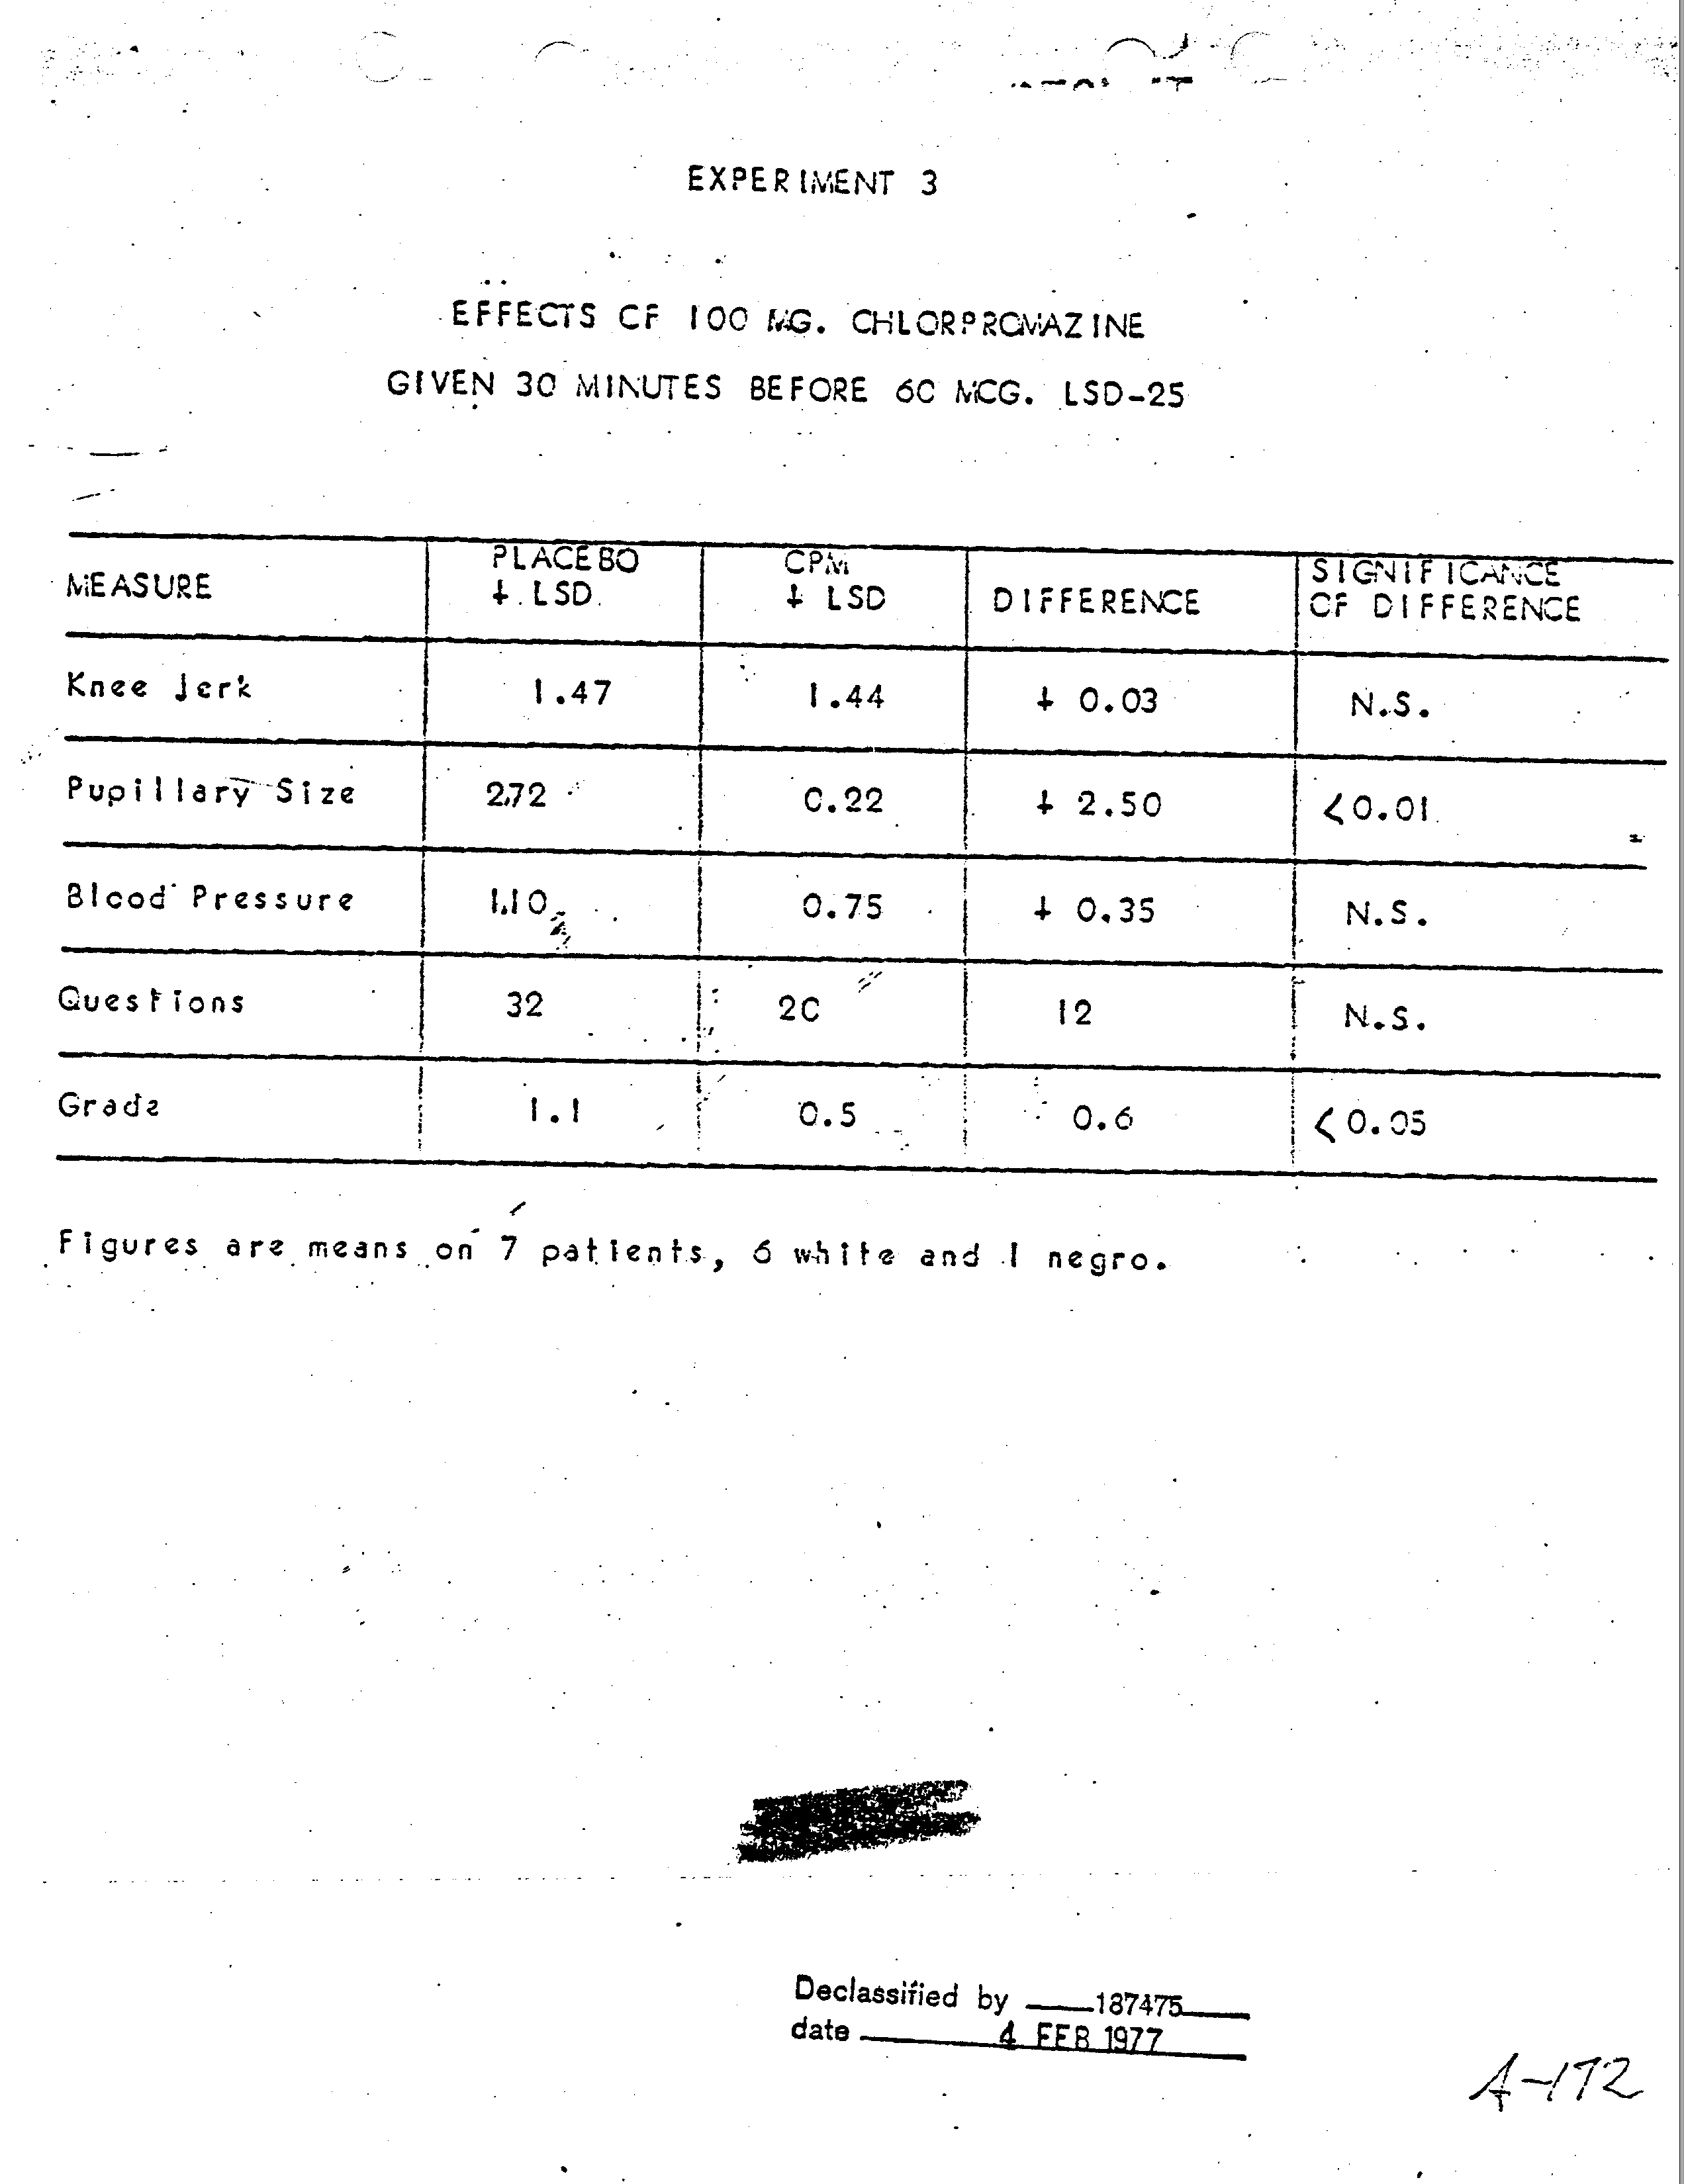 EXPERIMENT 3
EFFECTS OF 100 MG. CHLORPROMAZINE
GIVEN 30 MINUTES BEFORE 60 MCG. LSD-25
MEASURE PLACEBO + LSD CPM + LSD DIFFERENCE SIGNIFICANCE OF DIFFERENCE
Knee Jerk 1.47 1.44 + 0.03 N.S.
Pupillary Size 2.72 0.22 + 2.50 <0.01
Blood Pressure 1.10 0.75 + 0.35 N.S.
Questions 32 20 12 N.S.
Grade 1.1 0.5 0.6 <0.05
Figures are means on 7 patients, 6 white and 1 negro.
Declassified by 187475
date 4 FEB 1977
A-172